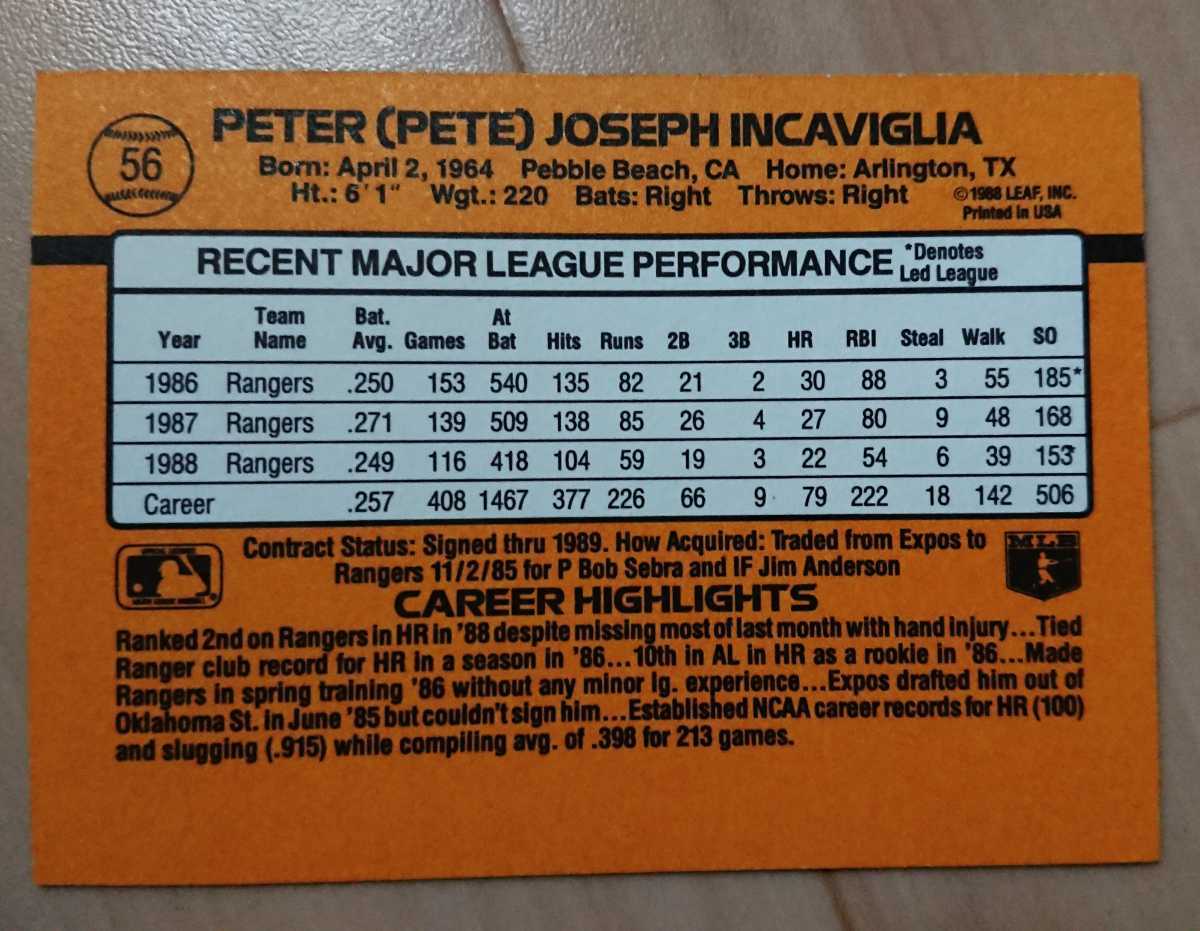 56
PETER (PETE) JOSEPH INCAVIGLIA
Born: April 2, 1964 Pebble Beach, CA Home: Arlington, TX
Ht.: 6'1" Wgt.: 220 Bats: Right Throws: Right
©1988 LEAF, INC.
Printed in USA
RECENT MAJOR LEAGUE PERFORMANCE
*Denotes
Led League
Year Team Name Bat. Avg. Games At Bat Hits Runs 2B 3B HR RBI Steal Walk SO
1986 Rangers .250 153 540 135 82 21 2 30 88 3 55 185*
1987 Rangers .271 139 509 138 85 26 4 27 80 9 48 168
1988 Rangers .249 116 418 104 59 19 3 22 54 6 39 153*
Career .257 408 1467 377 226 66 9 79 222 18 142 506
Contract Status: Signed thru 1989. How Acquired: Traded from Expos to
Rangers 11/2/85 for P Bob Sebra and IF Jim Anderson
MLB
CAREER HIGHLIGHTS
Ranked 2nd on Rangers in HR in '88 despite missing most of last month with hand injury...Tied
Ranger club record for HR in a season in '86...10th in AL in HR as a rookie in '86...Made
Rangers in spring training '86 without any minor lg. experience...Expos drafted him out of
Oklahoma St. in June '85 but couldn't sign him...Established NCAA career records for HR (100)
and slugging (.915) while compiling avg. of .398 for 213 games.